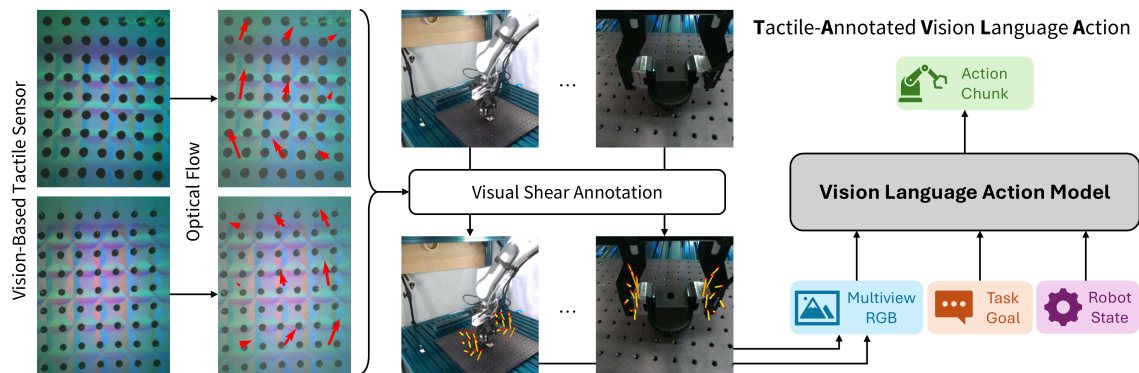 Vision-Based Tactile Sensor
Optical Flow
...
Visual Shear Annotation
...
Tactile-Annotated Vision Language Action
Action
Chunk
Vision Language Action Model
Multiview
RGB
Task
Goal
Robot
State